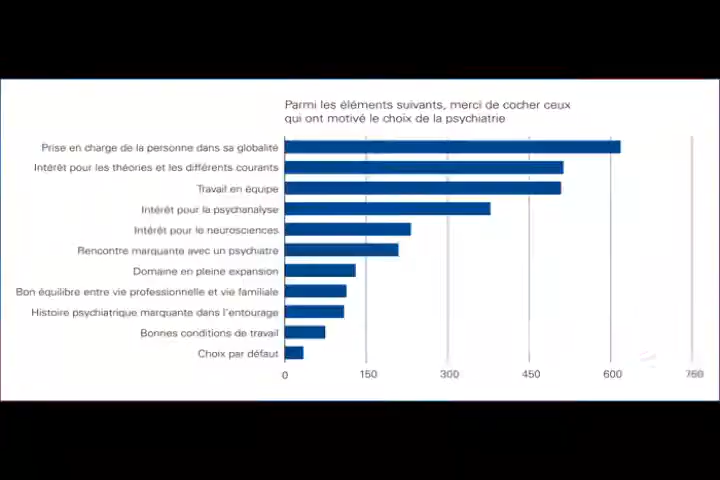 Parmi les éléments suivants, merci de cocher ceux
qui ont motivé le choix de la psychiatrie
Prise en charge de la personne dans sa globalité
Intérêt pour les théories et les différents courants
Travail en équipe
Intérêt pour la psychanalyse
Intérêt pour le neurosciences
Rencontre marquante avec un psychiatre
Domaine en pleine expansion
Bon équilibre entre vie professionnelle et vie familiale
Histoire psychiatrique marquante dans l'entourage
Bonnes conditions de travail
Choix par défaut
0 150 300 450 600 750